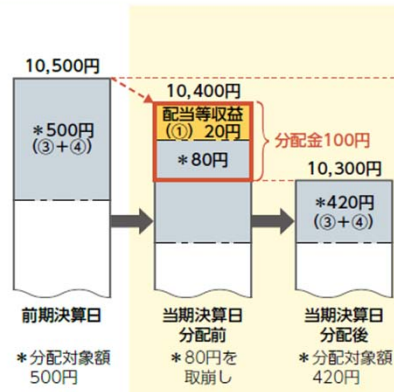 10,500円
*500円
(③+④)
前期決算日
*分配対象額
500円
10,400円
配当等収益
(①) 20円
*80円
分配金100円
当期決算日
分配前
*80円を
取崩し
10,300円
*420円
(③+④)
当期決算日
分配後
*分配対象額
420円